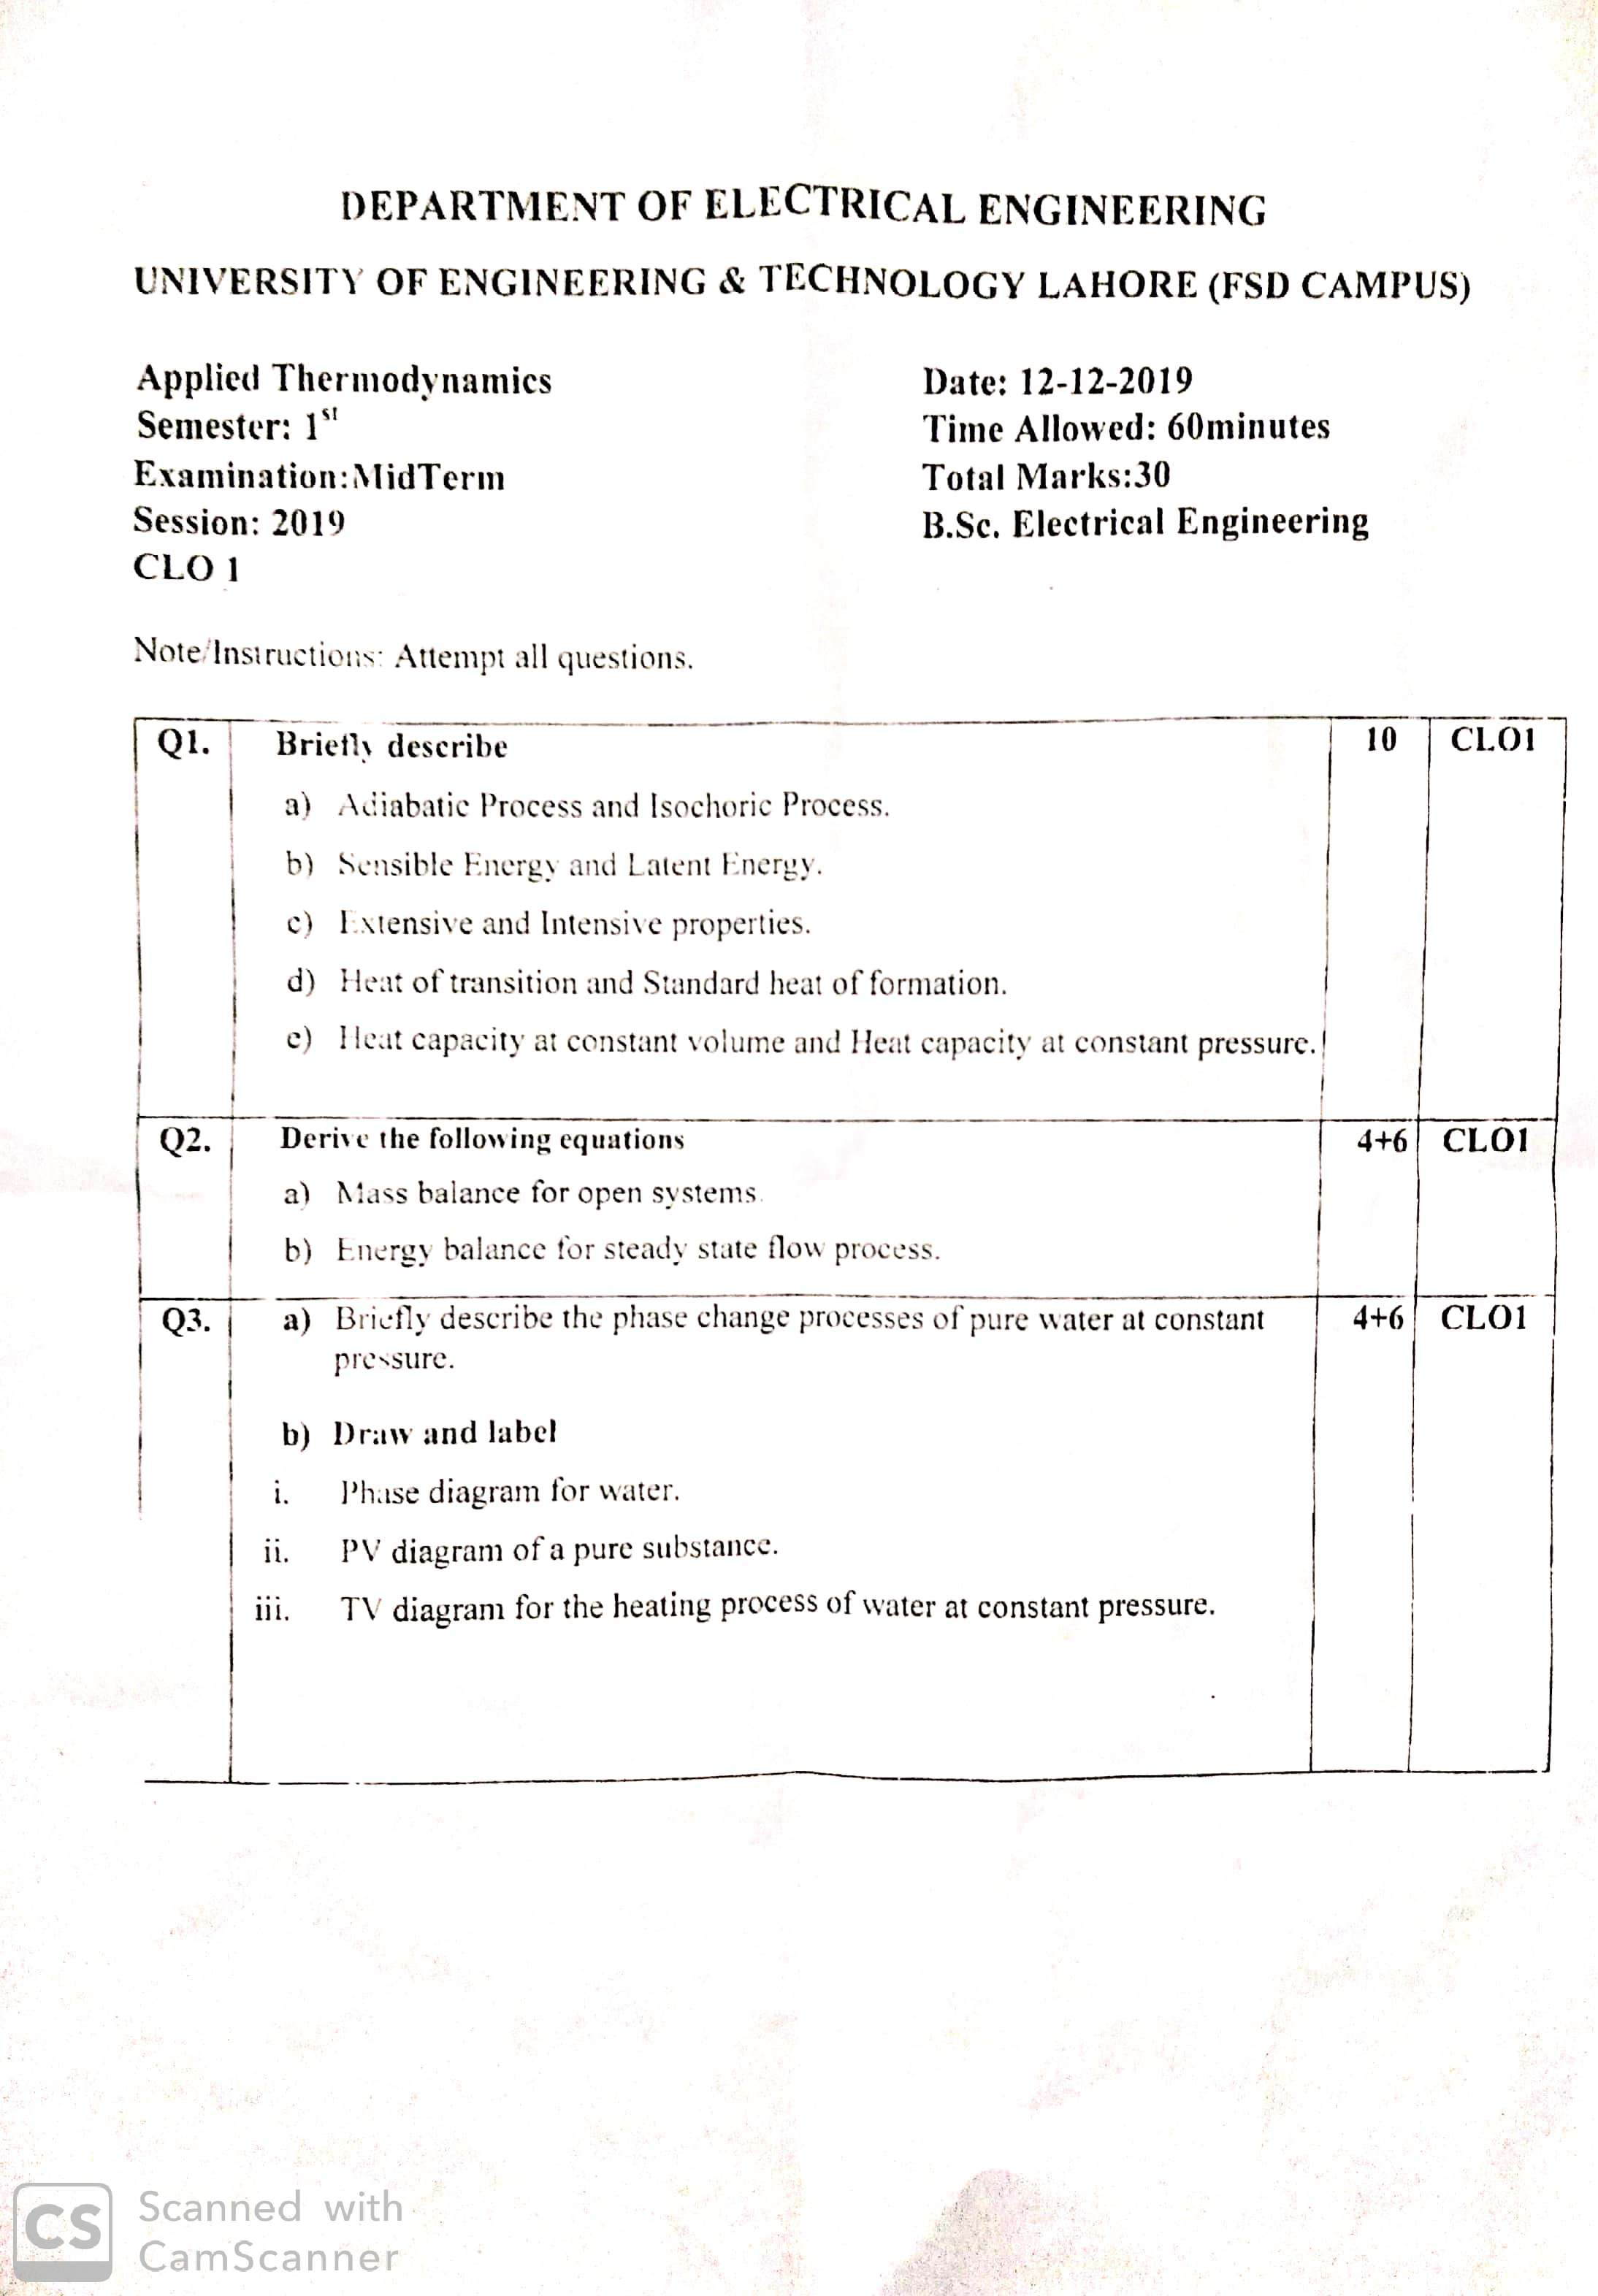 DEPARTMENT OF ELECTRICAL ENGINEERING
UNIVERSITY OF ENGINEERING & TECHNOLOGY LAHORE (FSD CAMPUS)
Applied Thermodynamics
Date: 12-12-2019
Semester: 1st
Time Allowed: 60minutes
Examination:MidTerm
Total Marks:30
Session: 2019
B.Sc. Electrical Engineering
CLO 1
Note/Instructions: Attempt all questions.
Q1. Briefly describe 10 CLO1
a) Adiabatic Process and Isochoric Process.
b) Sensible Energy and Latent Energy.
c) Extensive and Intensive properties.
d) Heat of transition and Standard heat of formation.
e) Heat capacity at constant volume and Heat capacity at constant pressure.
Q2. Derive the following equations 4+6 CLO1
a) Mass balance for open systems.
b) Energy balance for steady state flow process.
Q3. a) Briefly describe the phase change processes of pure water at constant 4+6 CLO1
pressure.
b) Draw and label
i. Phase diagram for water.
ii. PV diagram of a pure substance.
iii. TV diagram for the heating process of water at constant pressure.
CS Scanned with
CamScanner